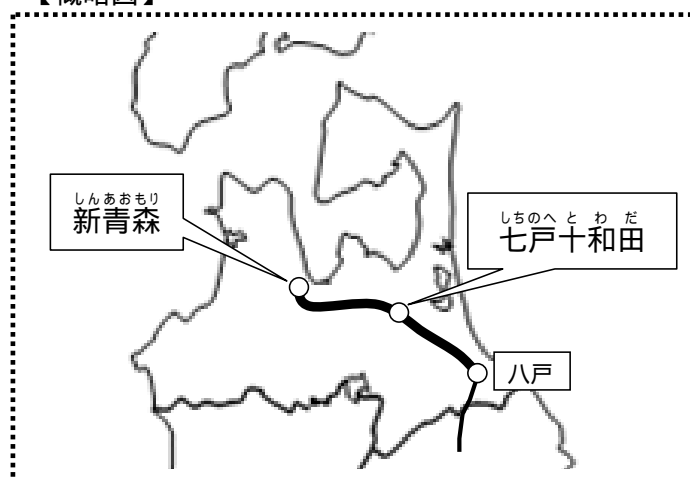 【概略図】
しんあおもり
新青森
しちのへとわだ
七戸十和田
八戸